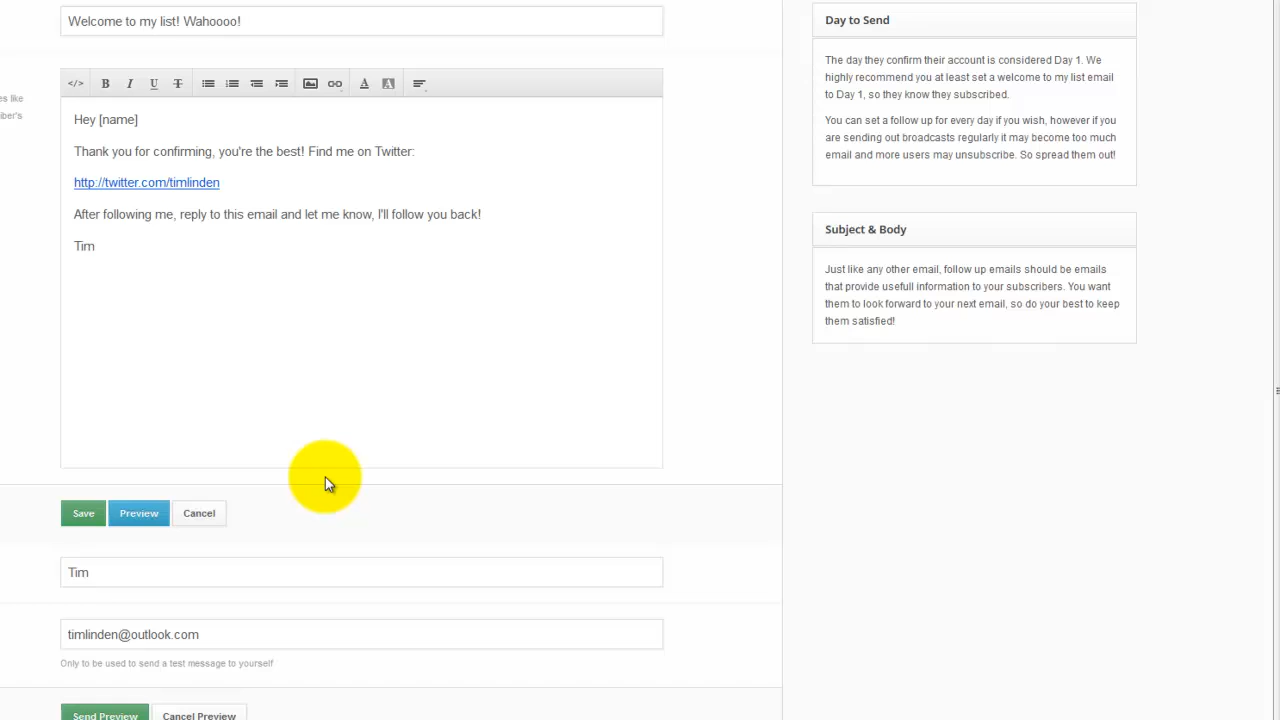 Welcome to my list! Wahoooo!
es like
iber's
</> B I U T A A
Hey [name]
Thank you for confirming, you're the best! Find me on Twitter:
http://twitter.com/timlinden
After following me, reply to this email and let me know, I'll follow you back!
Tim
Save Preview Cancel
Tim
timlinden@outlook.com
Only to be used to send a test message to yourself
Send Preview Cancel Preview
Day to Send
The day they confirm their account is considered Day 1. We
highly recommend you at least set a welcome to my list email
to Day 1, so they know they subscribed.
You can set a follow up for every day if you wish, however if you
are sending out broadcasts regularly it may become too much
email and more users may unsubscribe. So spread them out!
Subject & Body
Just like any other email, follow up emails should be emails
that provide usefull information to your subscribers. You want
them to look forward to your next email, so do your best to keep
them satisfied!